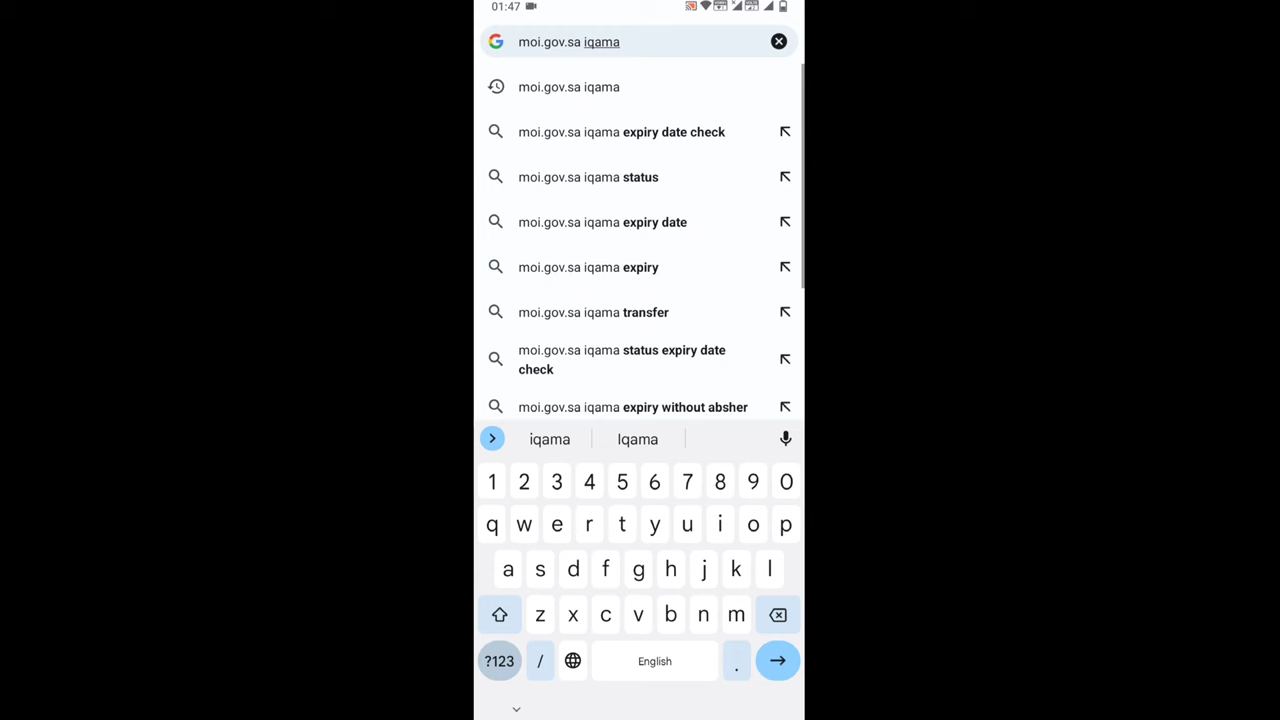 01:47
moi.gov.sa iqama
moi.gov.sa iqama
moi.gov.sa iqama expiry date check
moi.gov.sa iqama status
moi.gov.sa iqama expiry date
moi.gov.sa iqama expiry
moi.gov.sa iqama transfer
moi.gov.sa iqama status expiry date
check
moi.gov.sa iqama expiry without absher
iqama Iqama
1 2 3 4 5 6 7 8 9 0
q w e r t y u i o p
a s d f g h j k l
z x c v b n m
?123 / English .